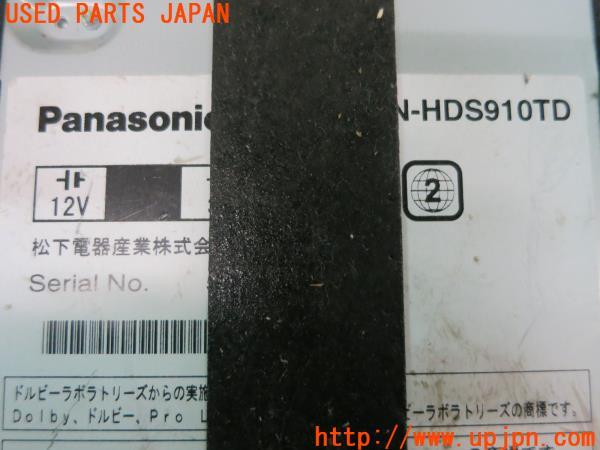 USED PARTS JAPAN
Panasonic N-HDS910TD
12V 2
松下電器産業株式会
Serial No.
ドルビーラボラトリーズからの実施 ビーラボラトリーズの商標です。
Dolby、ドルビー、Pro L
http://www.upjpn.com